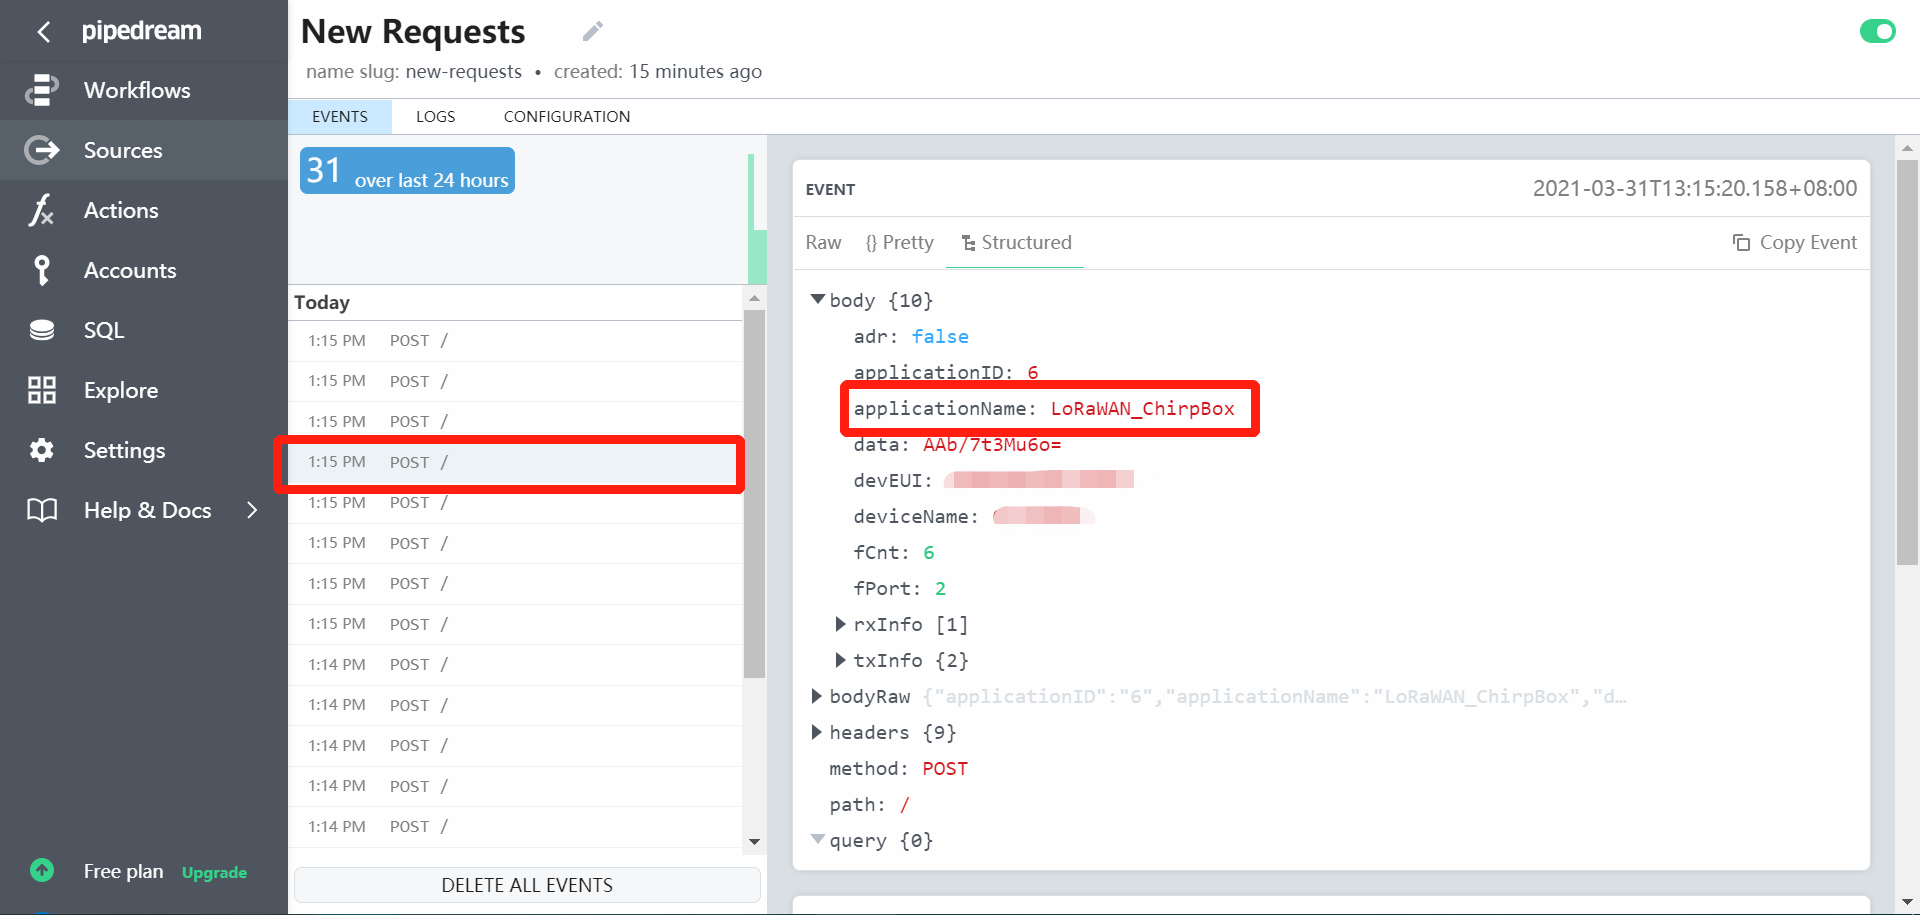 pipedream
Workflows
Sources
Actions
Accounts
SQL
Explore
Settings
Help & Docs
Free plan Upgrade
New Requests
name slug: new-requests • created: 15 minutes ago
EVENTS LOGS CONFIGURATION
31 over last 24 hours
Today
1:15 PM POST /
1:15 PM POST /
1:15 PM POST /
1:15 PM POST /
1:15 PM POST /
1:15 PM POST /
1:15 PM POST /
1:15 PM POST /
1:14 PM POST /
1:14 PM POST /
1:14 PM POST /
1:14 PM POST /
1:14 PM POST /
DELETE ALL EVENTS
EVENT 2021-03-31T13:15:20.158+08:00
Raw {} Pretty Structured Copy Event
body {10}
adr: false
applicationID: 6
applicationName: LoRaWAN_ChirpBox
data: AAb/7t3Mu6o=
devEUI:
deviceName:
fCnt: 6
fPort: 2
rxInfo [1]
txInfo {2}
bodyRaw {"applicationID":"6","applicationName":"LoRaWAN_ChirpBox","d…
headers {9}
method: POST
path: /
query {0}